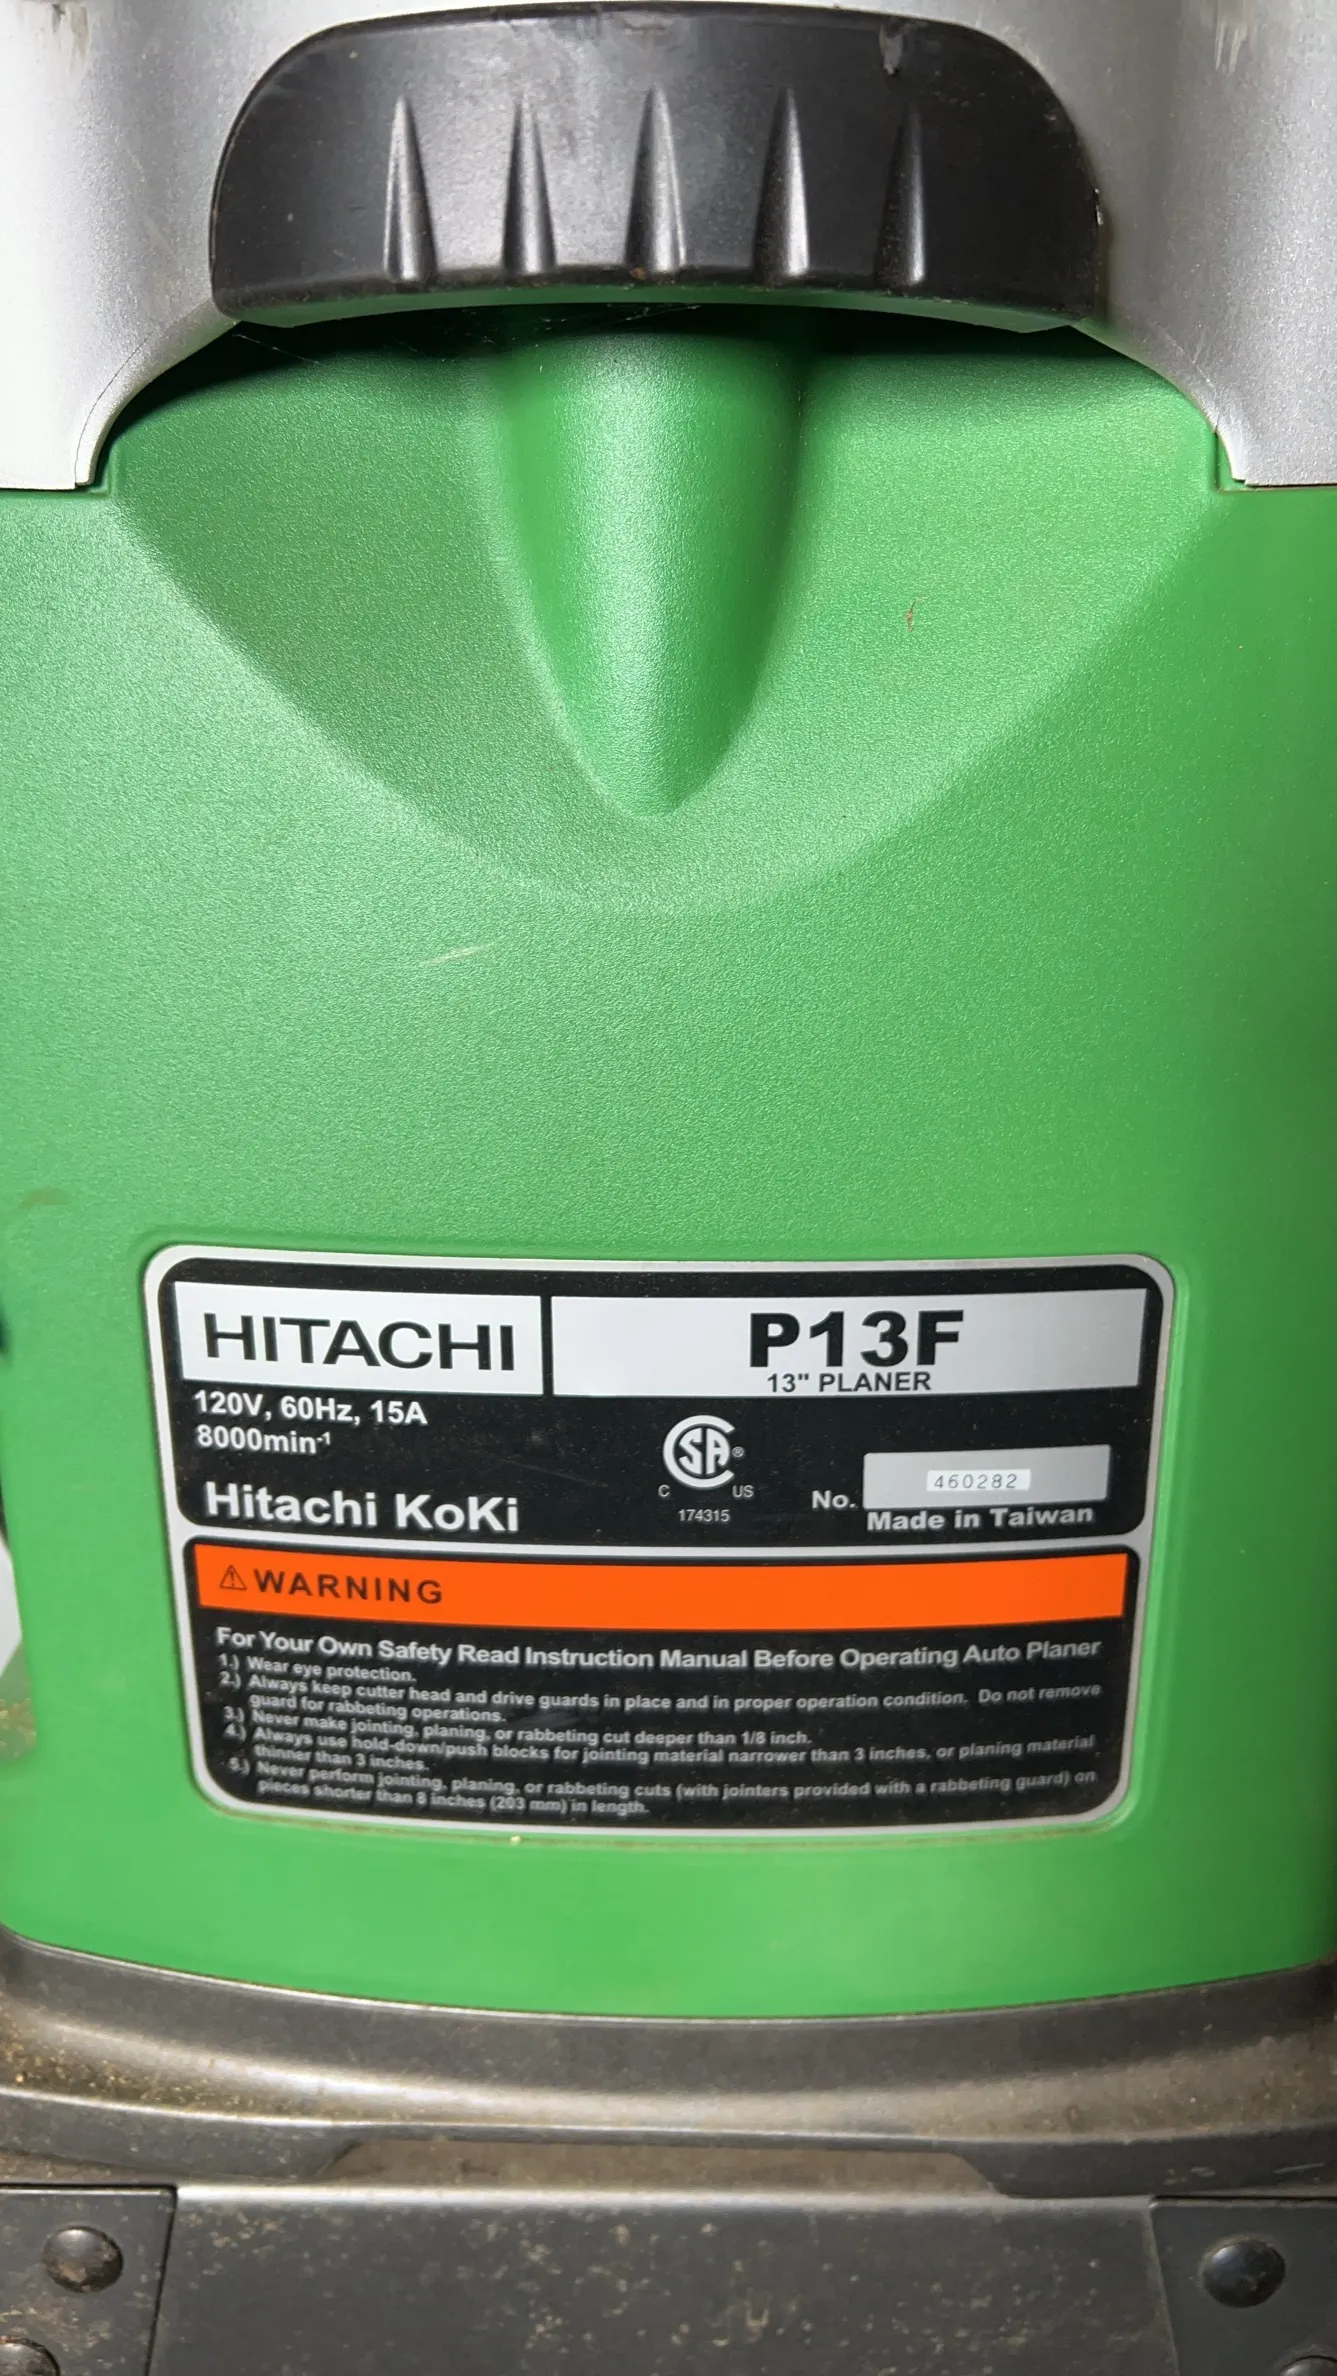 HITACHI
P13F
13" PLANER
120V, 60Hz, 15A
8000min-1
Hitachi KoKi
CSA®
C US
174315
No. 460282
Made in Taiwan
⚠WARNING
For Your Own Safety Read Instruction Manual Before Operating Auto Planer
1.) Wear eye protection.
2.) Always keep cutter head and drive guards in place and in proper operation condition. Do not remove
guard for rabbeting operations.
3.) Never make jointing, planing, or rabbeting cut deeper than 1/8 inch.
4.) Always use hold-down/push blocks for jointing material narrower than 3 inches, or planing material
thinner than 3 inches.
5.) Never perform jointing, planing, or rabbeting cuts (with jointers provided with a rabbeting guard) on
pieces shorter than 8 inches (203 mm) in length.